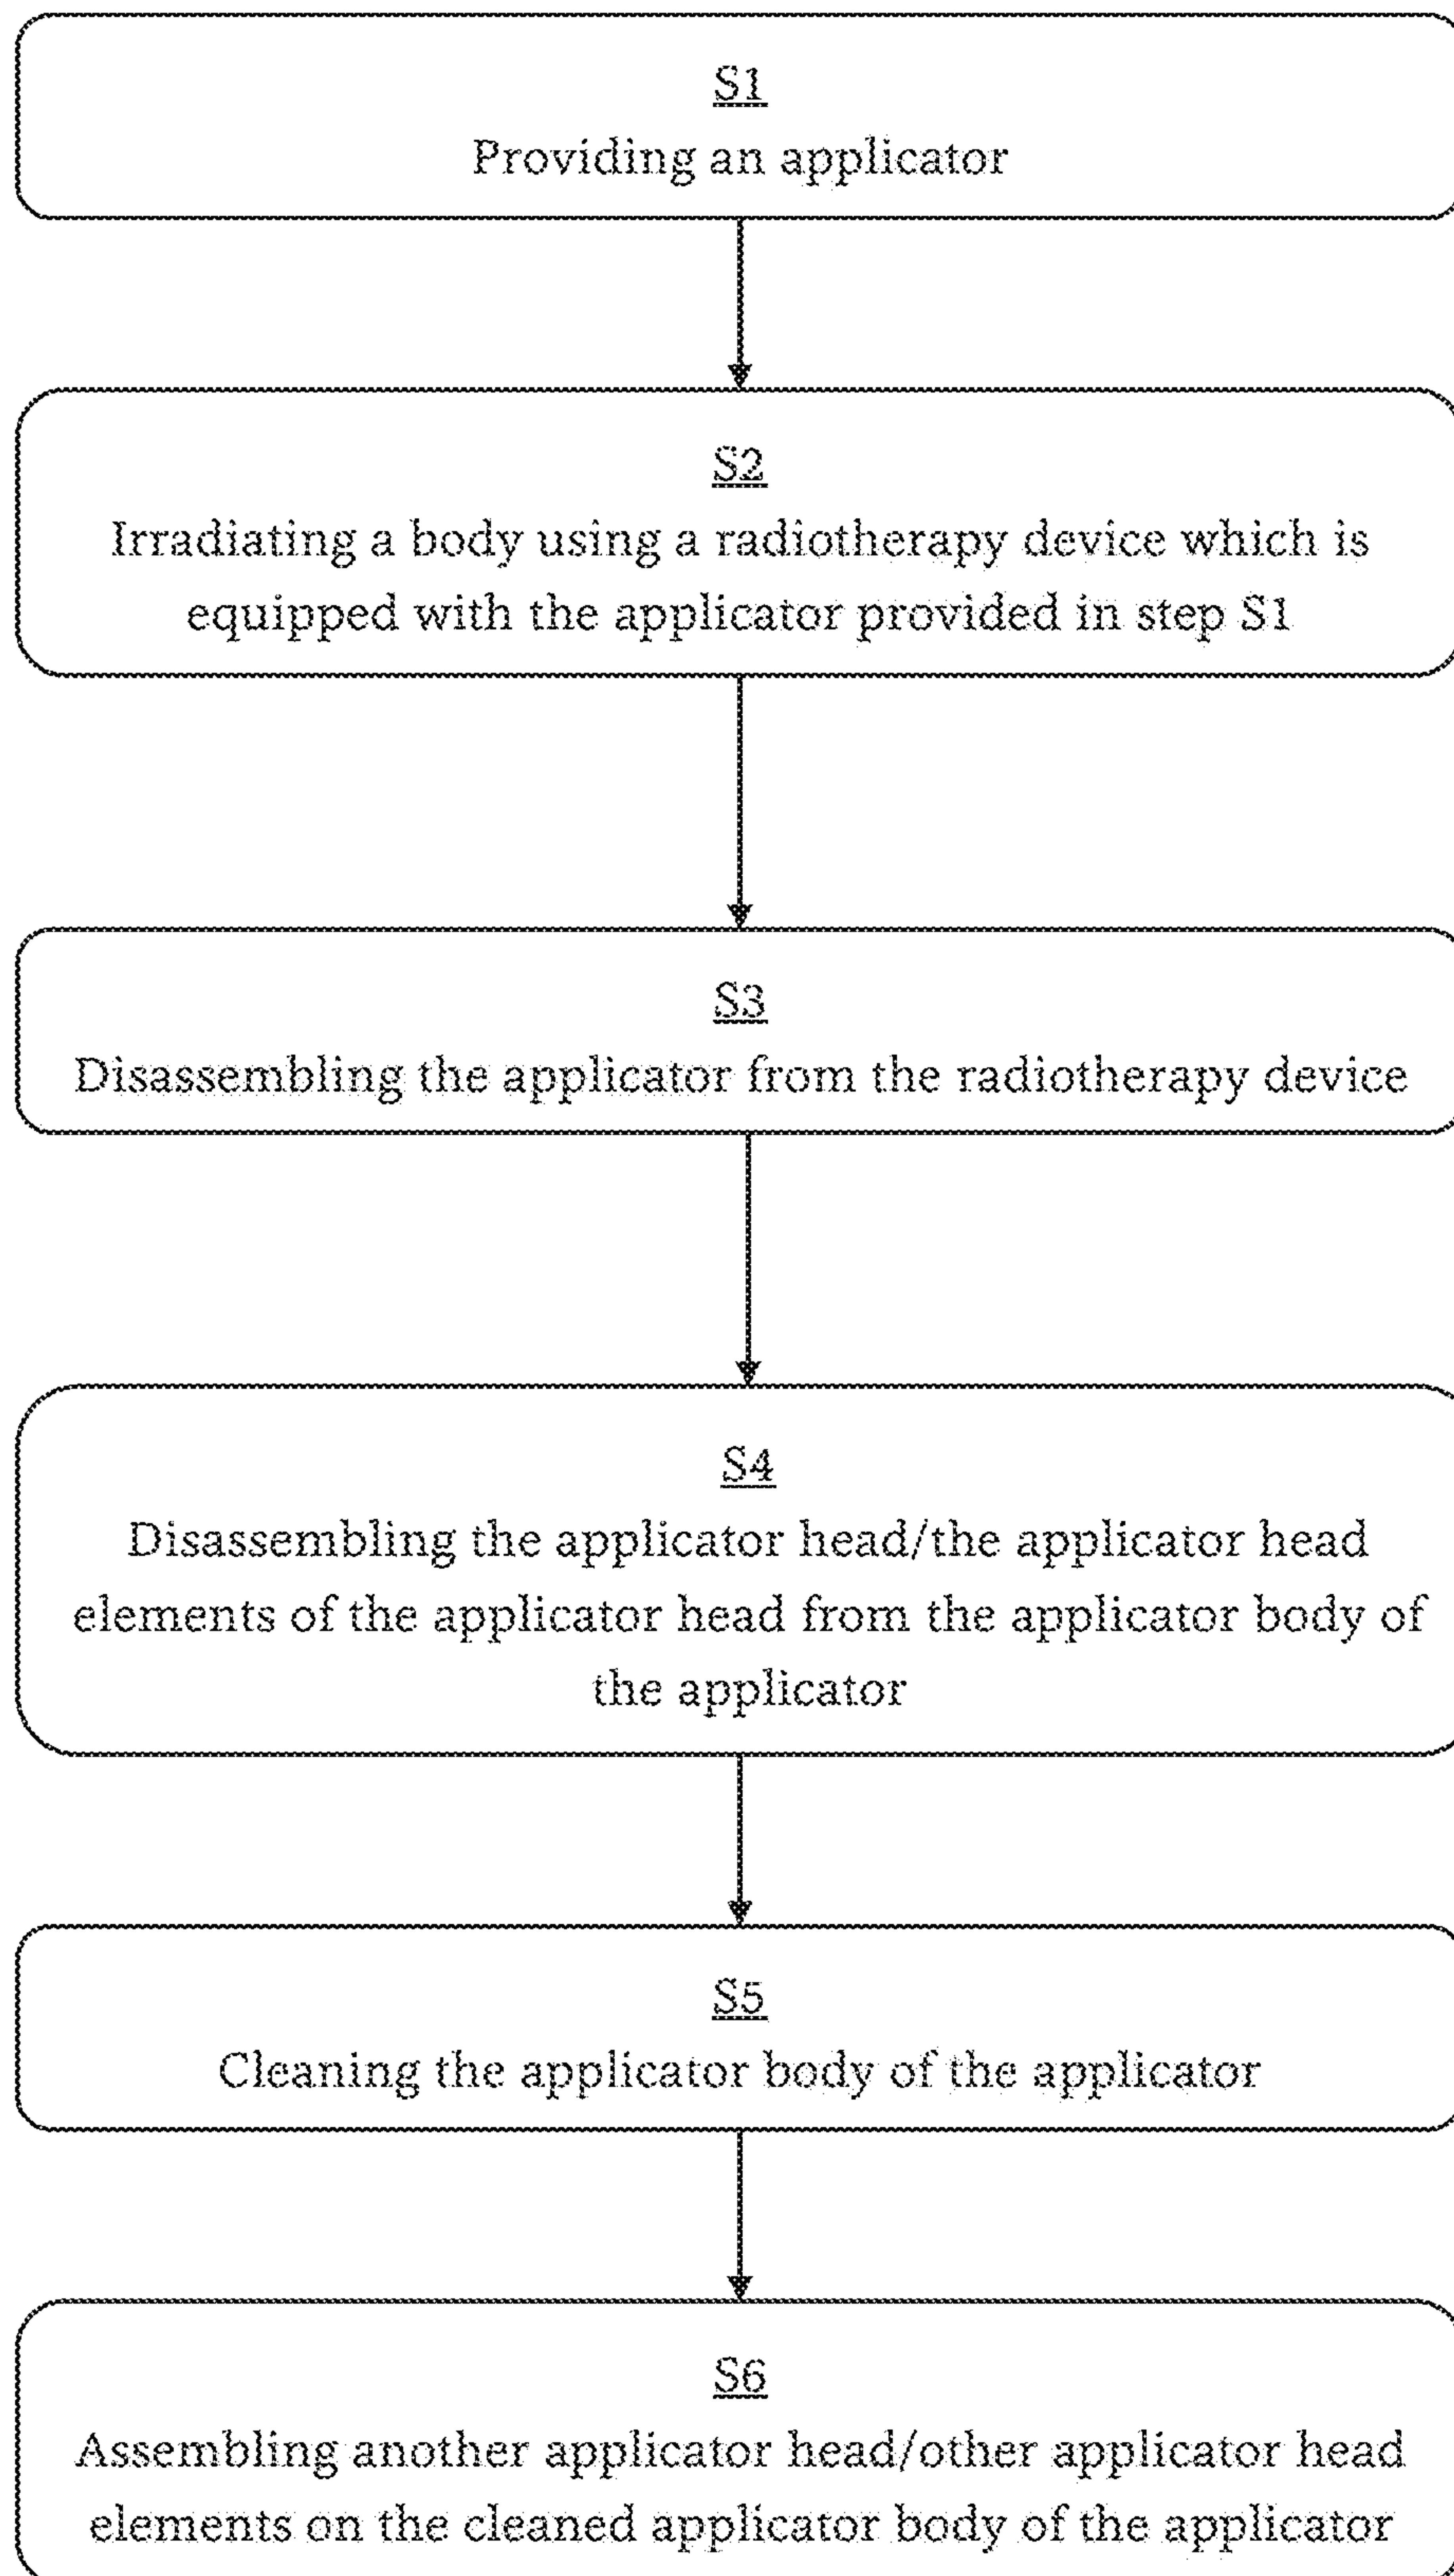 S1
Providing an applicator
S2
Irradiating a body using a radiotherapy device which is
equipped with the applicator provided in step S1
S3
Disassembling the applicator from the radiotherapy device
S4
Disassembling the applicator head/the applicator head
elements of the applicator head from the applicator body of
the applicator
S5
Cleaning the applicator body of the applicator
S6
Assembling another applicator head/other applicator head
elements on the cleaned applicator body of the applicator